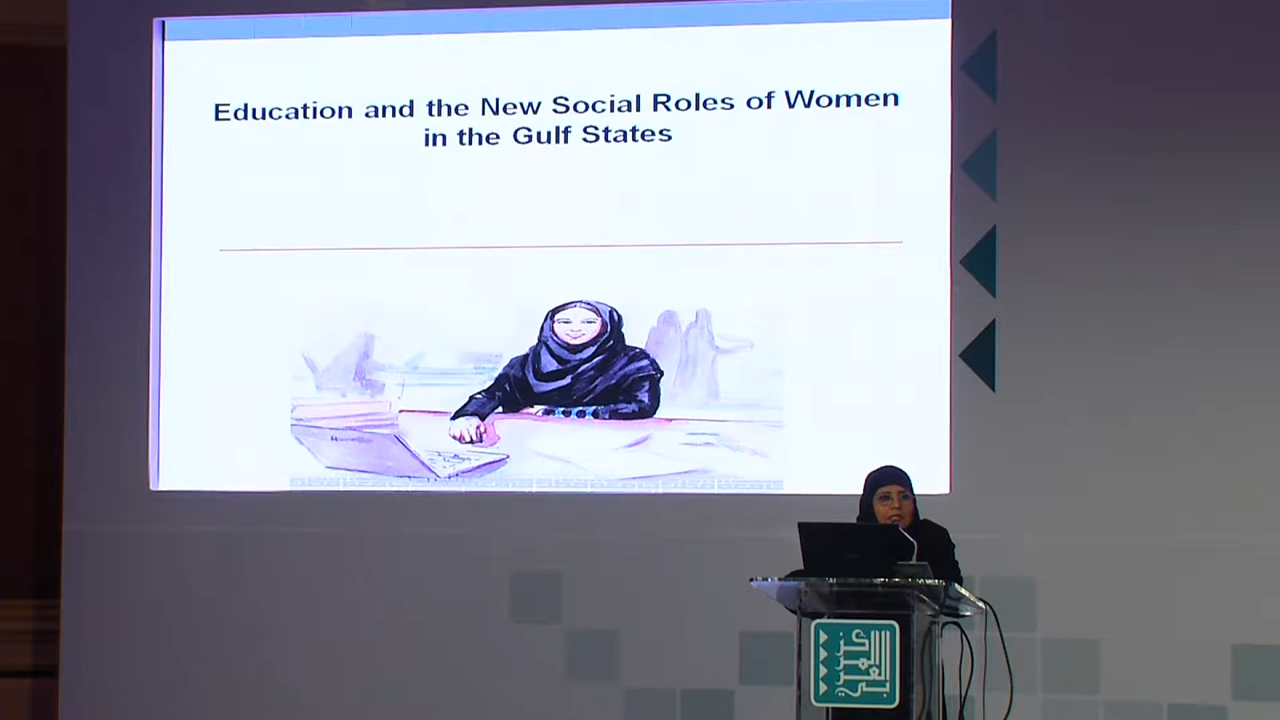 Education and the New Social Roles of Women
in the Gulf States